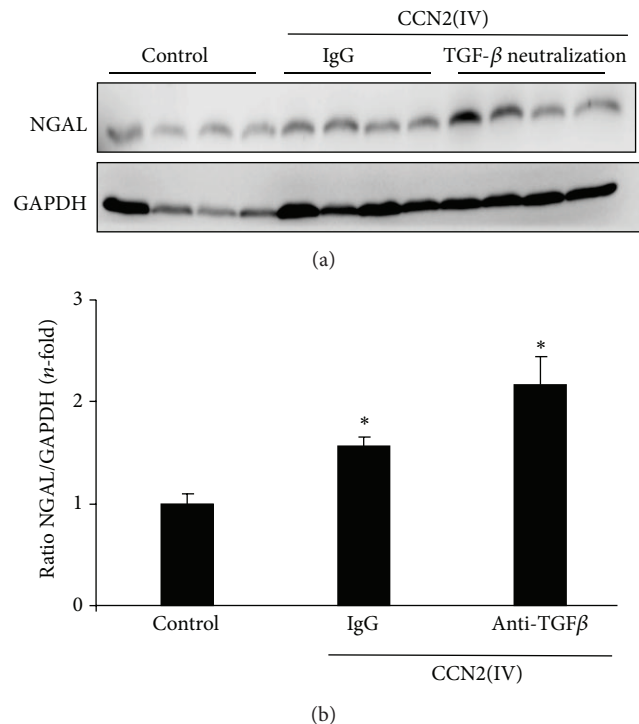 CCN2(IV)
Control IgG TGF-β neutralization
NGAL
GAPDH
(a)
3
2
1
0
Ratio NGAL/GAPDH (n-fold)
*
*
Control IgG Anti-TGFβ
CCN2(IV)
(b)